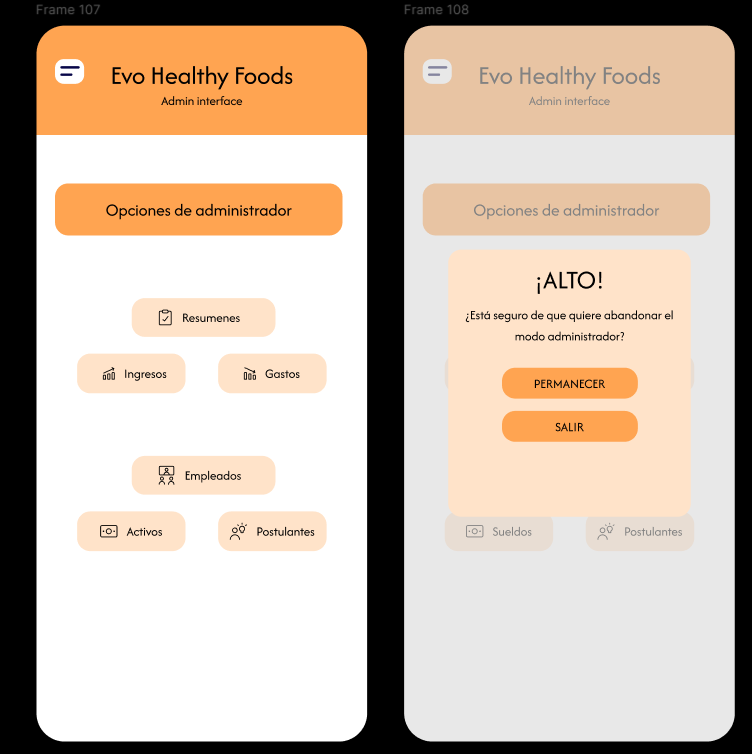 Frame 107
Evo Healthy Foods
Admin interface
Opciones de administrador
Resumenes
Ingresos
Gastos
Empleados
Activos
Postulantes
Frame 108
Evo Healthy Foods
Admin interface
Opciones de administrador
¡ALTO!
¿Está seguro de que quiere abandonar el
modo administrador?
PERMANECER
SALIR
Sueldos
Postulantes